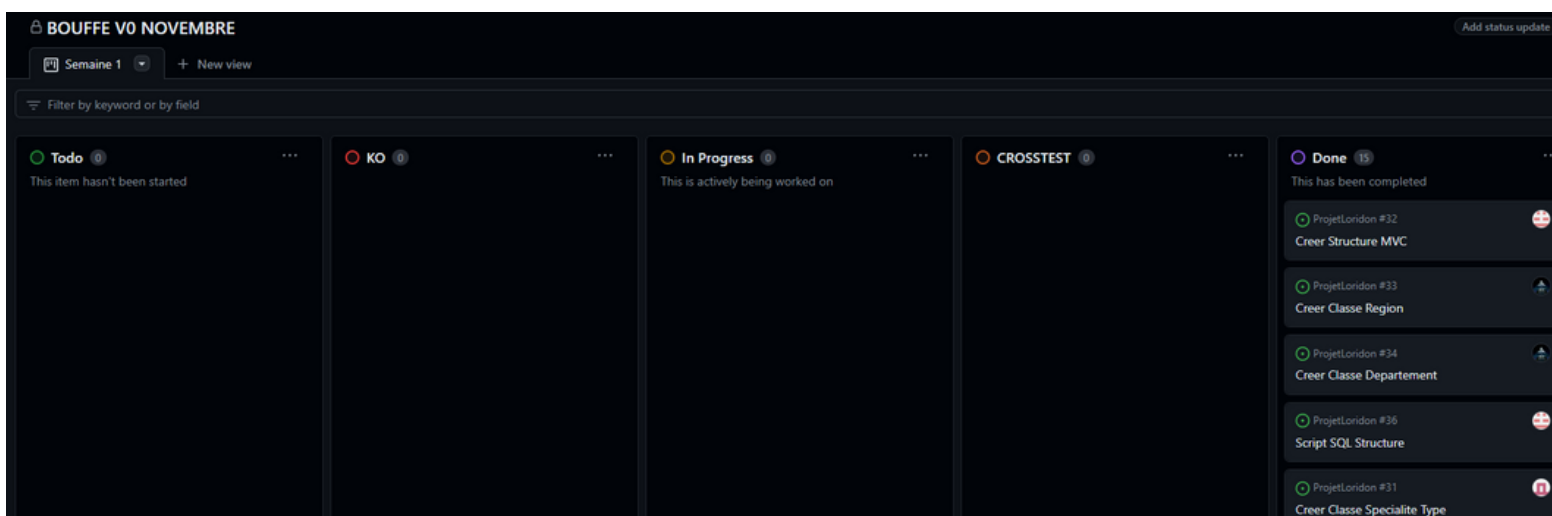 BOUFFE V0 NOVEMBRE
Add status update
Semaine 1
New view
Filter by keyword or by field
Todo 0
This item hasn't been started
KO 0
In Progress 0
This is actively being worked on
CROSSTEST 0
Done 15
This has been completed
ProjetLoridon #32
Creer Structure MVC
ProjetLoridon #33
Creer Classe Region
ProjetLoridon #34
Creer Classe Departement
ProjetLoridon #36
Script SQL Structure
ProjetLoridon #31
Creer Classe Specialite Type